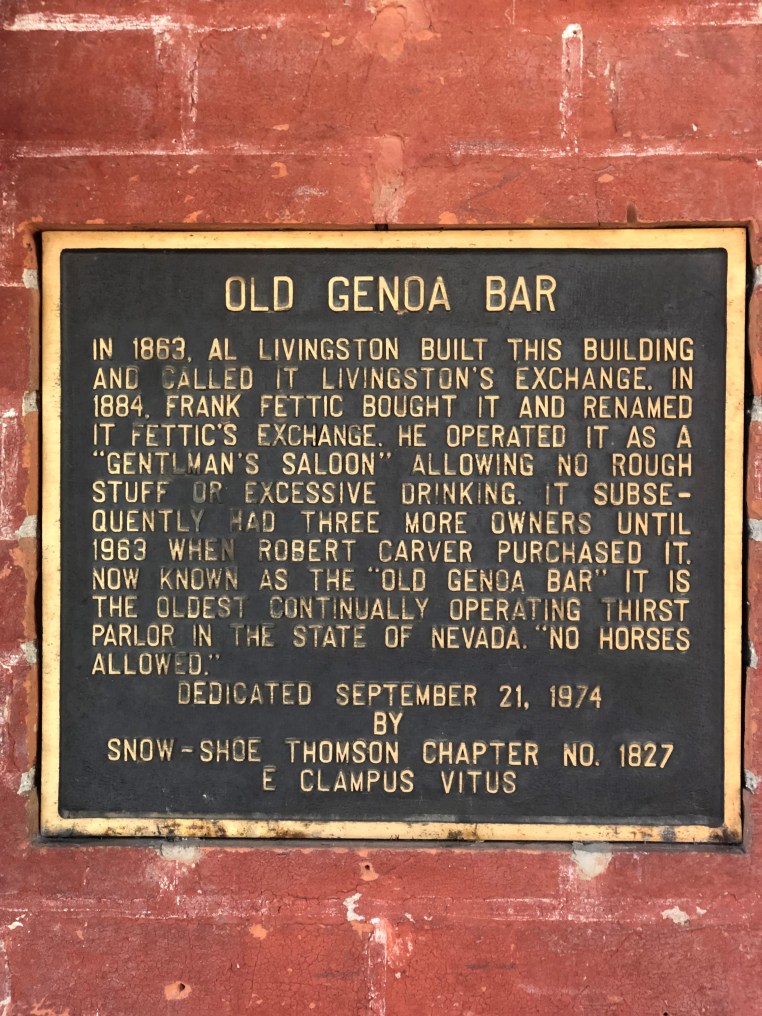 OLD GENOA BAR
IN 1863, AL LIVINGSTON BUILT THIS BUILDING
AND CALLED IT LIVINGSTON'S EXCHANGE. IN
1884, FRANK FETTIC BOUGHT IT AND RENAMED
IT FETTIC'S EXCHANGE. HE OPERATED IT AS A
"GENTLMAN'S SALOON" ALLOWING NO ROUGH
STUFF OR EXCESSIVE DRINKING. IT SUBSE-
QUENTLY HAD THREE MORE OWNERS UNTIL
1963 WHEN ROBERT CARVER PURCHASED IT.
NOW KNOWN AS THE "OLD GENOA BAR" IT IS
THE OLDEST CONTINUALLY OPERATING THIRST
PARLOR IN THE STATE OF NEVADA. "NO HORSES
ALLOWED."
DEDICATED SEPTEMBER 21, 1974
BY
SNOW-SHOE THOMSON CHAPTER NO. 1827
E CLAMPUS VITUS